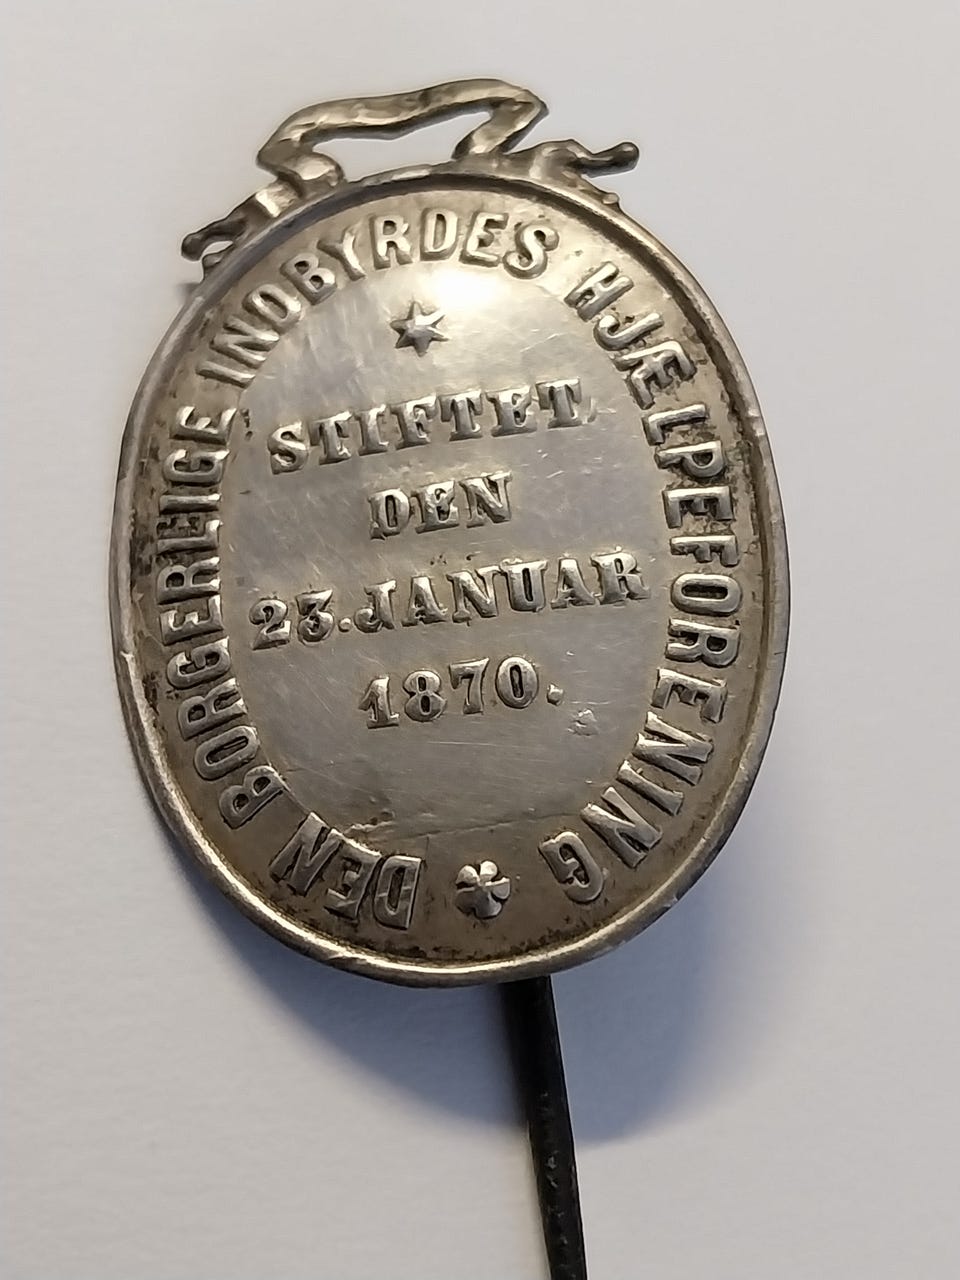 DEN BORGERLIGE INDBYRDES HJÆLPEFORENING
STIFTET
DEN
23. JANUAR
1870.